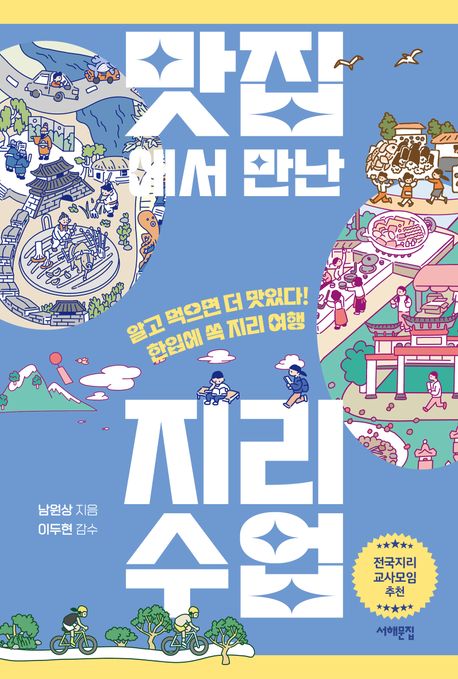 맛집
에서 만난
알고 먹으면 더 맛있다!
한입에 쏙 지리 여행
지리
수업
남원상 지음
이두현 감수
전국지리
교사모임
추천
서해문집